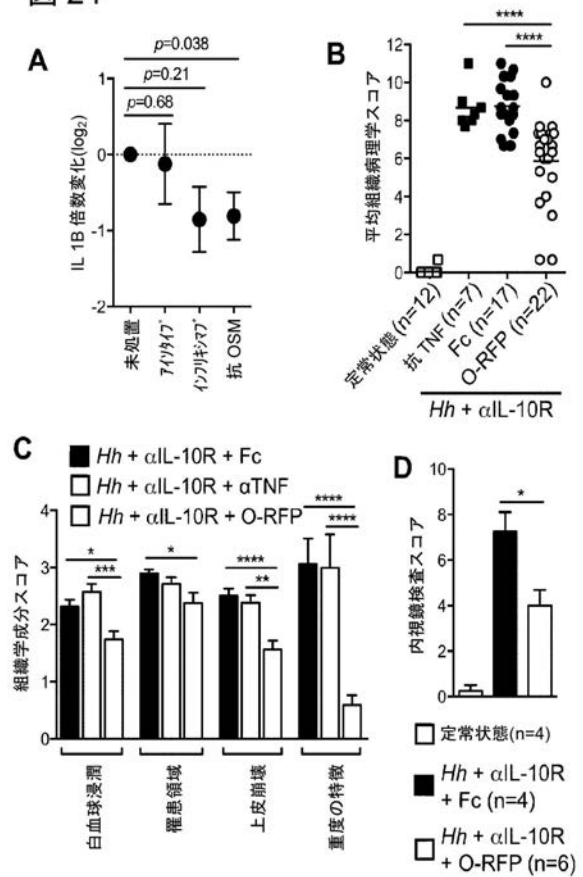 A
p=0.038
p=0.21
p=0.68
IL 1B 倍数変化(log2)
1
0
-1
-2
未処置
アイソタイプ
インフリキシマブ
抗 OSM
B
****
****
平均組織病理学スコア
12
10
8
6
4
2
0
定常状態 (n=12)
抗 TNF (n=7)
Fc (n=17)
O-RFP (n=22)
Hh + αIL-10R
C
Hh + αIL-10R + Fc
Hh + αIL-10R + αTNF
Hh + αIL-10R + O-RFP
組織学成分スコア
4
3
2
1
0
*
***
*
****
**
****
****
白血球浸潤
罹患領域
上皮崩壊
重度の特徴
D
内視鏡検査スコア
10
8
6
4
2
0
*
定常状態(n=4)
Hh + αIL-10R
+ Fc (n=4)
Hh + αIL-10R
+ O-RFP (n=6)